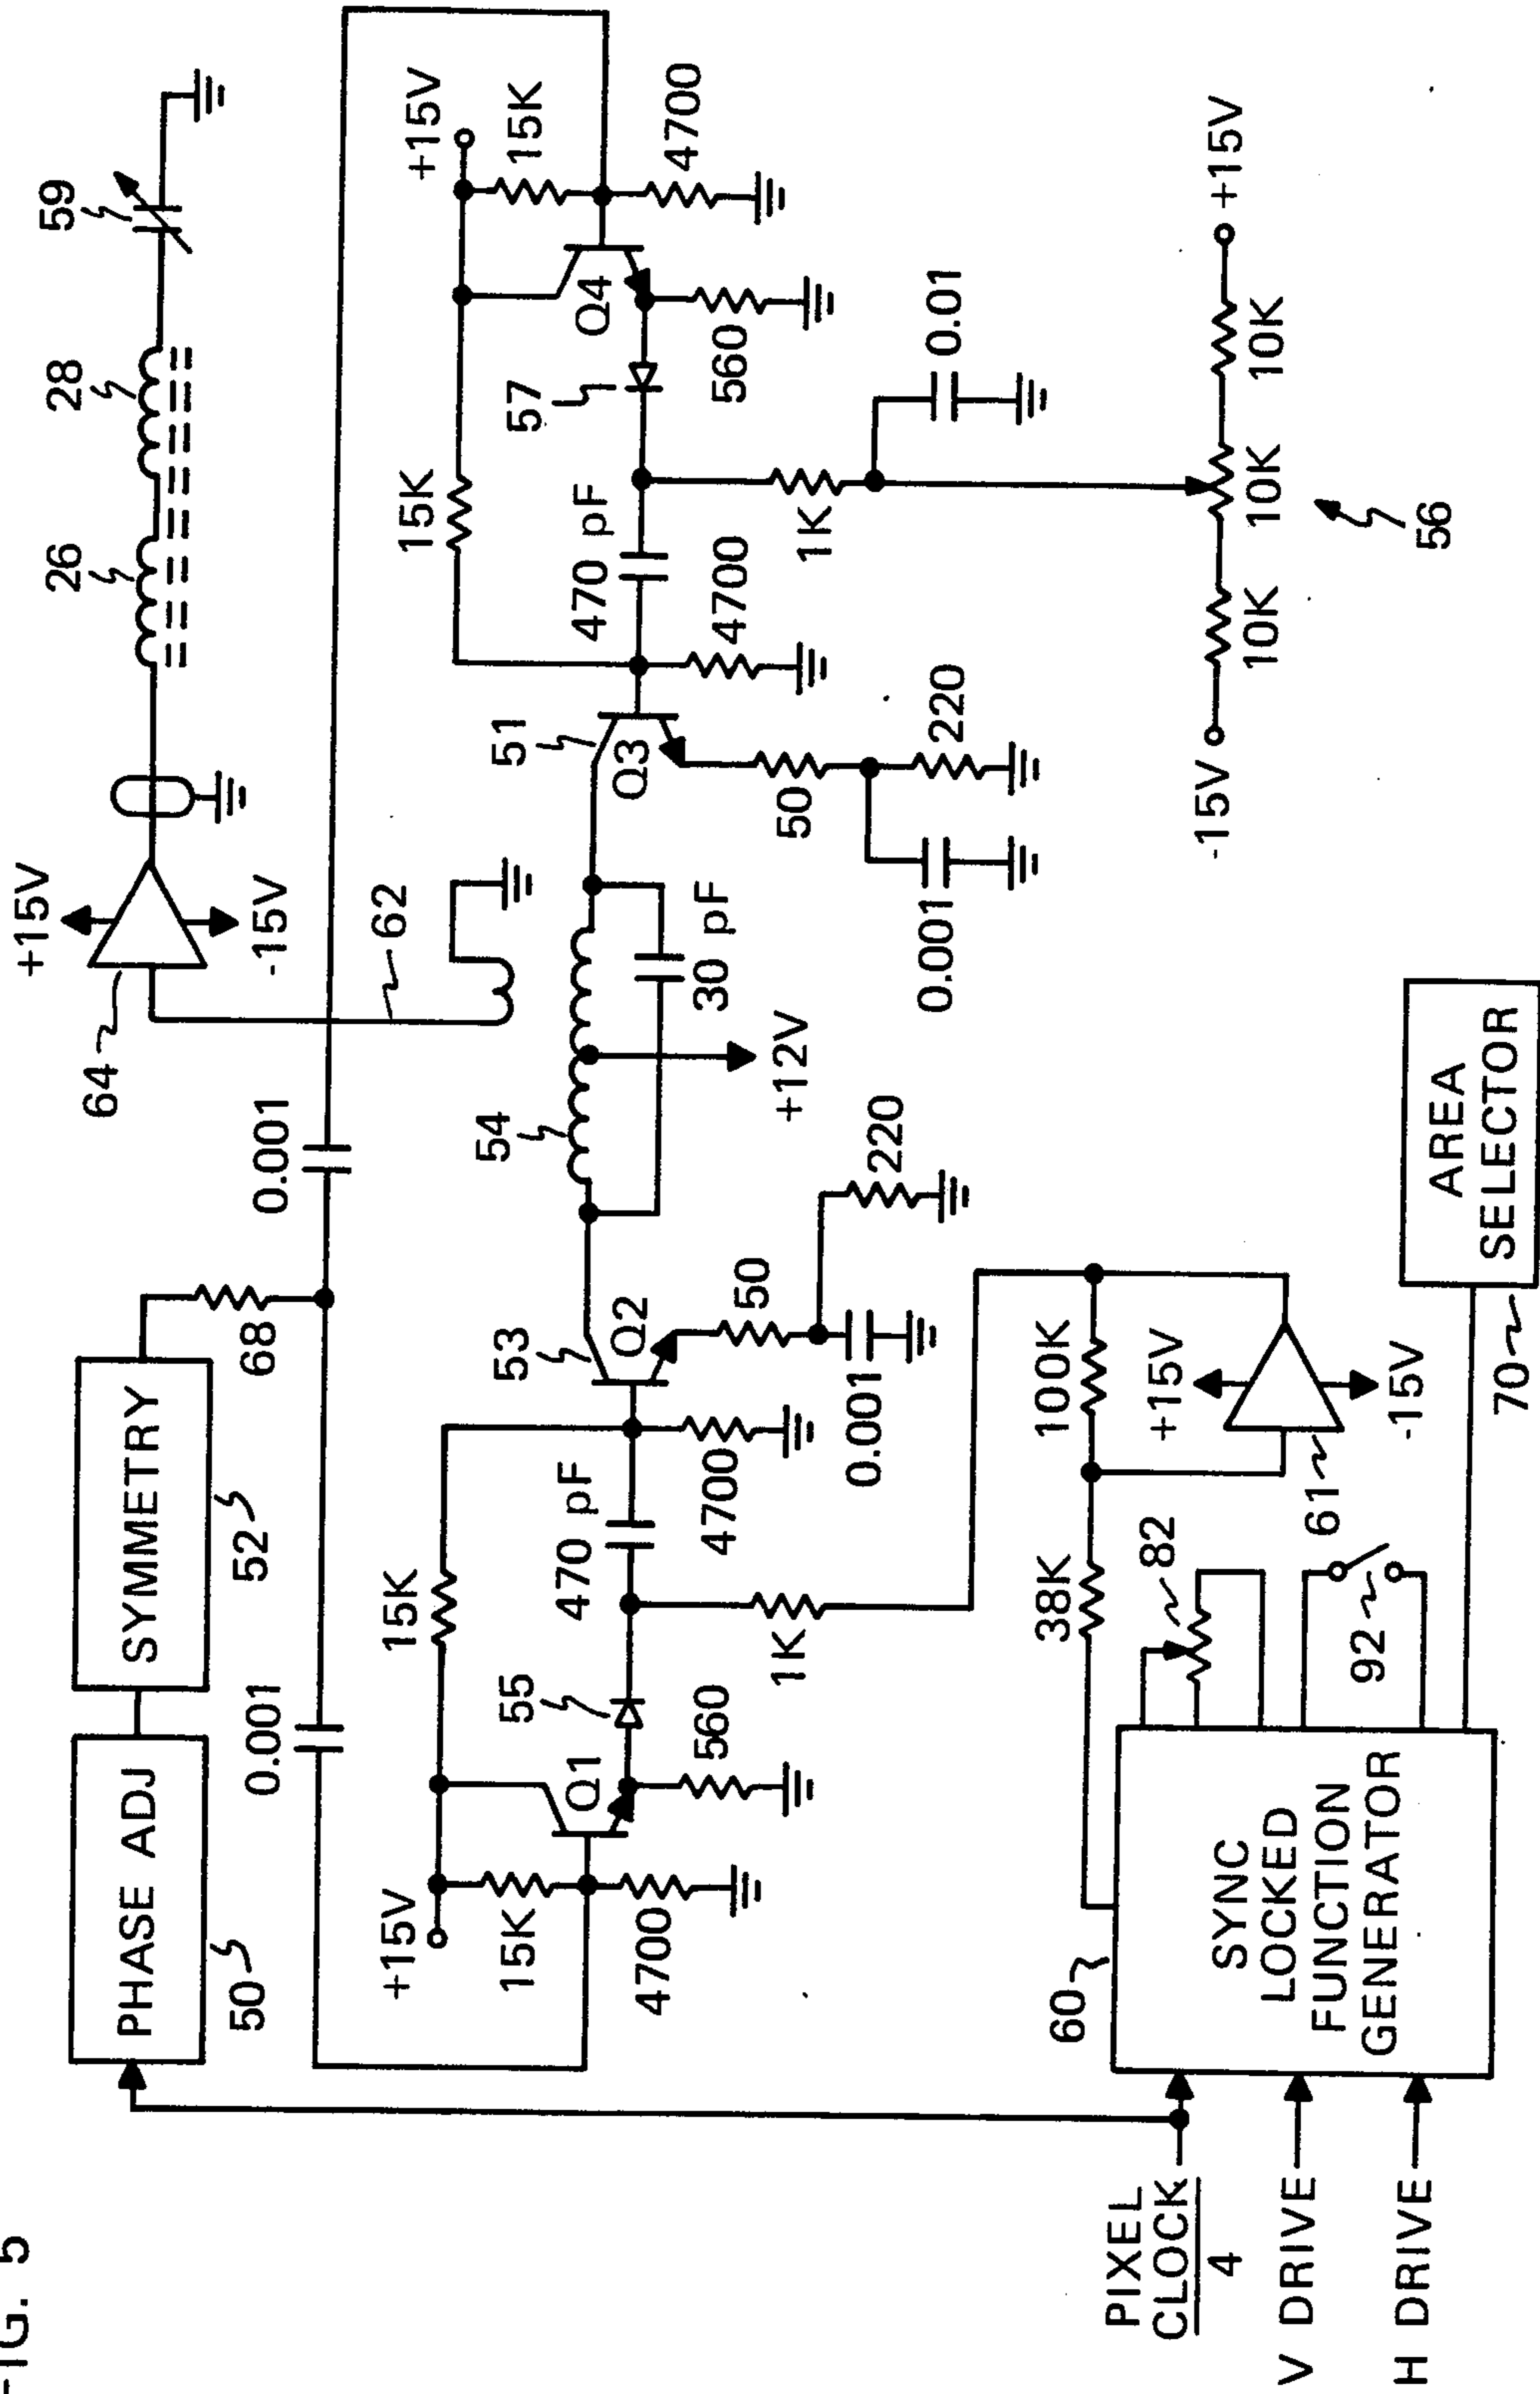 FIG. 5
PHASE ADJ
50
SYMMETRY
52
68
0.001
0.001
64
+15V
-15V
62
26
28
59
+15V
15K
4700
15K
55
Q1
560
470 pF
1K
4700
53
Q2
50
0.001
220
54
30 pF
+12V
51
Q3
50
0.001
220
15K
470 pF
4700
1K
57
Q4
560
0.01
+15V
15K
4700
-15V
10K
10K
10K
+15V
56
PIXEL
CLOCK
4
V DRIVE
H DRIVE
60
SYNC
LOCKED
FUNCTION
GENERATOR
38K
82
92
100K
61
+15V
-15V
70
AREA
SELECTOR